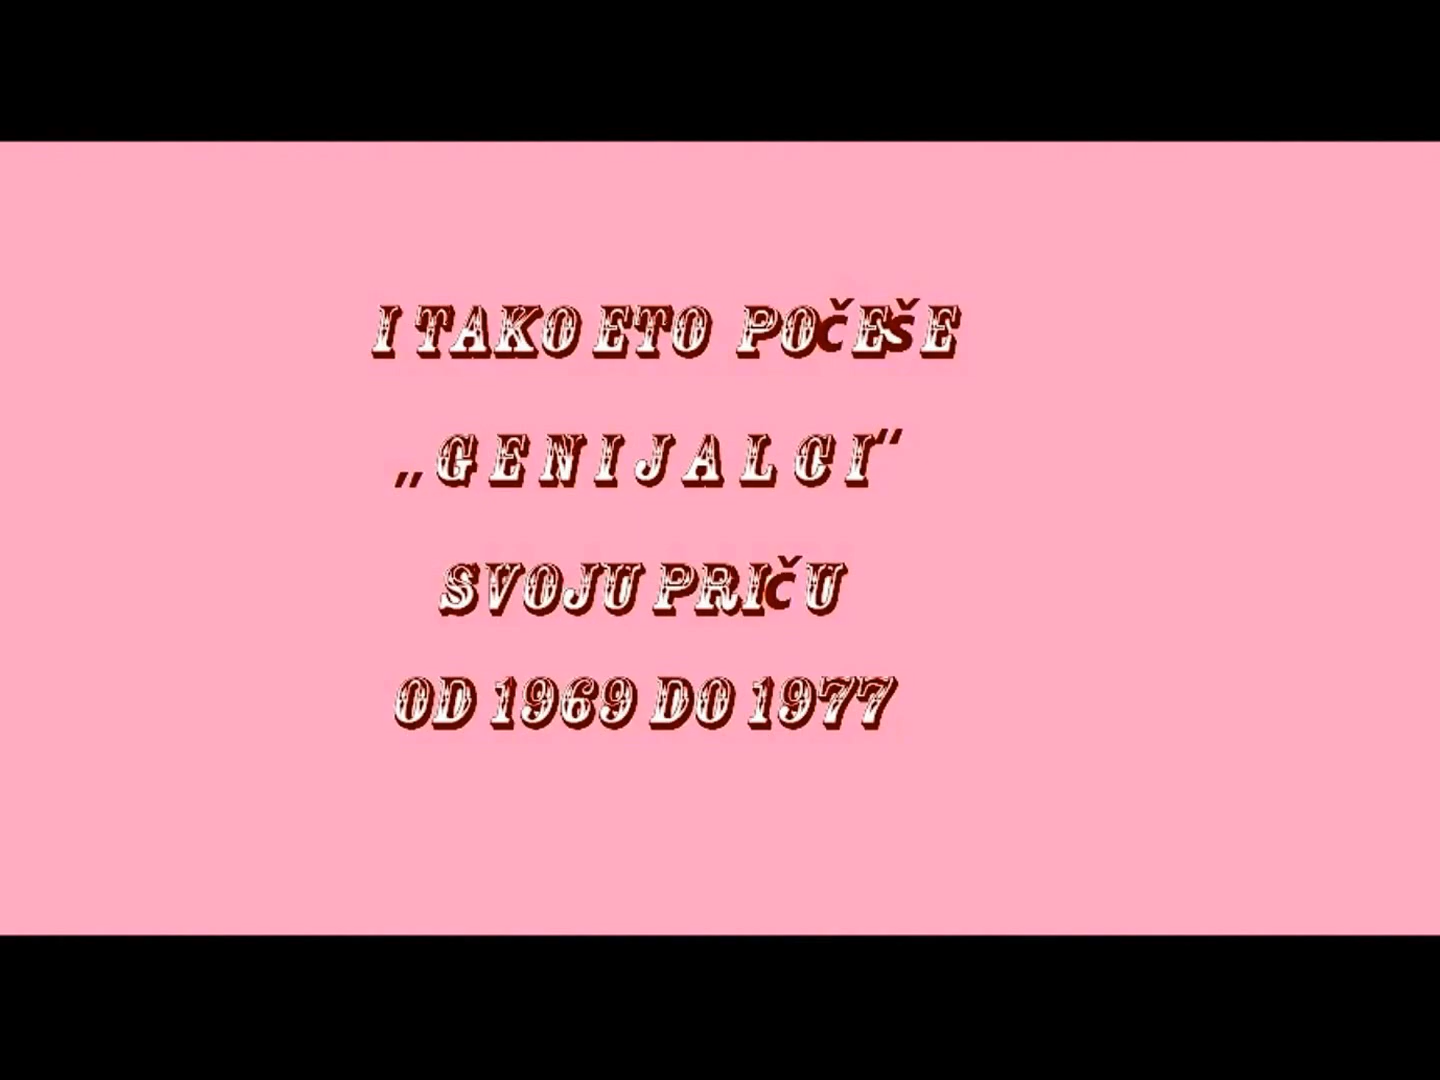 I TAKO ETO POČEŠE
„G E N I J A L C I“
SVOJU PRIČU
OD 1969 DO 1977